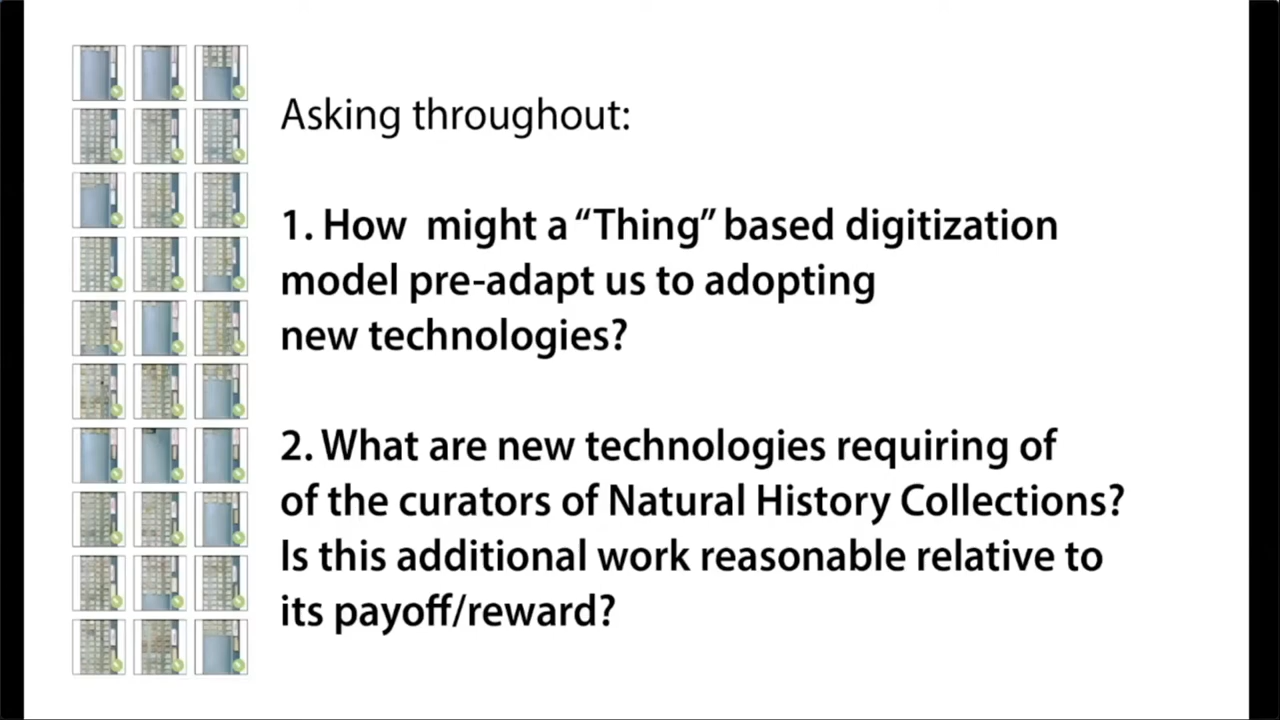 Asking throughout:
1. How  might a “Thing” based digitization
model pre-adapt us to adopting
new technologies?
2. What are new technologies requiring of
of the curators of Natural History Collections?
Is this additional work reasonable relative to
its payoff/reward?